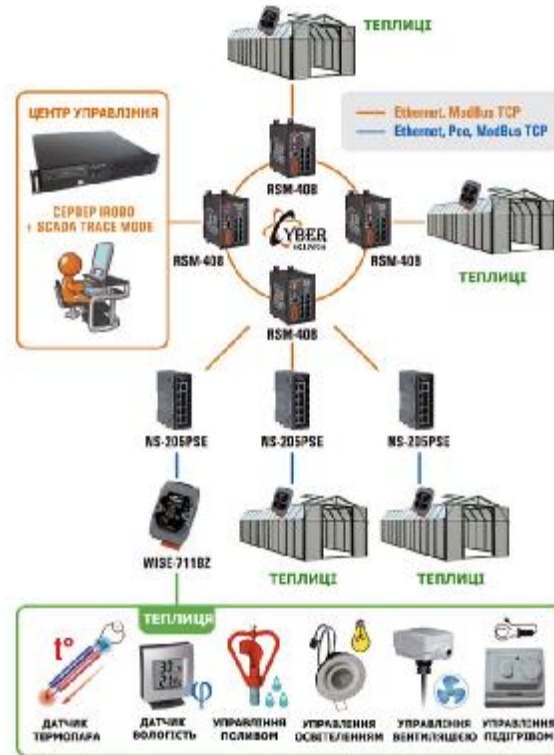 ТЕПЛИЦІ
ЦЕНТР УПРАВЛІННЯ
Ethernet, ModBus TCP
Ethernet, Poe, ModBus TCP
RSM-408
СЕРВЕР IROBO
+ SCADA TRACE MODE
RSM-408
CYBER
RSM-408
ТЕПЛИЦІ
RSM-408
NS-205PSE
NS-205PSE
NS-205PSE
WISE-7118Z
ТЕПЛИЦІ
ТЕПЛИЦІ
ТЕПЛИЦЯ
t°
φ
ДАТЧИК
ТЕРМОПАРА
ДАТЧИК
ВОЛОГІСТЬ
УПРАВЛІННЯ
ПОЛИВОМ
УПРАВЛІННЯ
ОСВІТЕЛЕННЯМ
УПРАВЛІННЯ
ВЕНТИЛЯЦІЄЮ
УПРАВЛІННЯ
ПІДІГРІВОМ